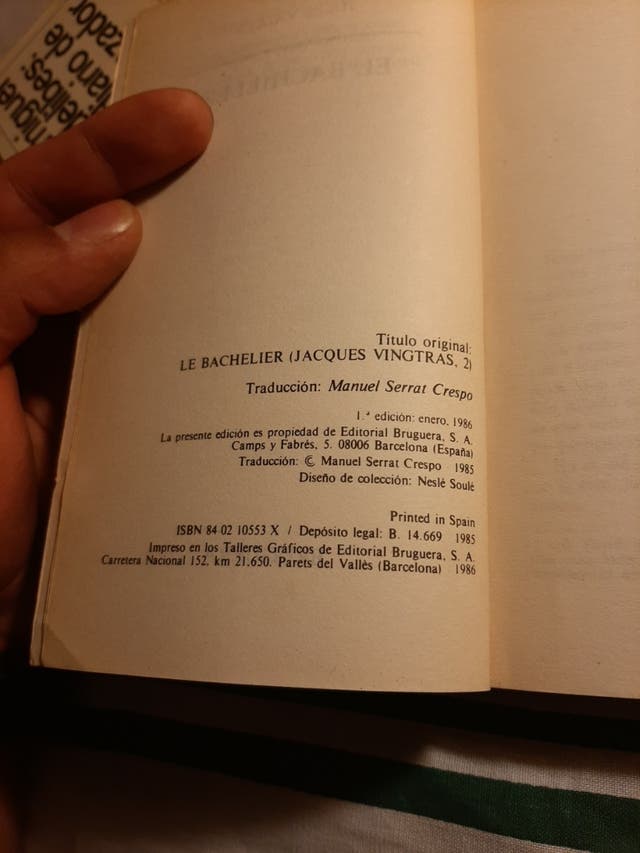 miguel
delibes:
diario de
zador
Título original:
LE BACHELIER (JACQUES VINGTRAS, 2)
Traducción: Manuel Serrat Crespo
1.ª edición: enero, 1986
La presente edición es propiedad de Editorial Bruguera, S. A.
Camps y Fabrés, 5. 08006 Barcelona (España)
Traducción: © Manuel Serrat Crespo 1985
Diseño de colección: Neslé Soulé
Printed in Spain
ISBN 84 02 10553 X / Depósito legal: B. 14.669 1985
Impreso en los Talleres Gráficos de Editorial Bruguera, S. A.
Carretera Nacional 152, km 21,650. Parets del Vallès (Barcelona) 1986